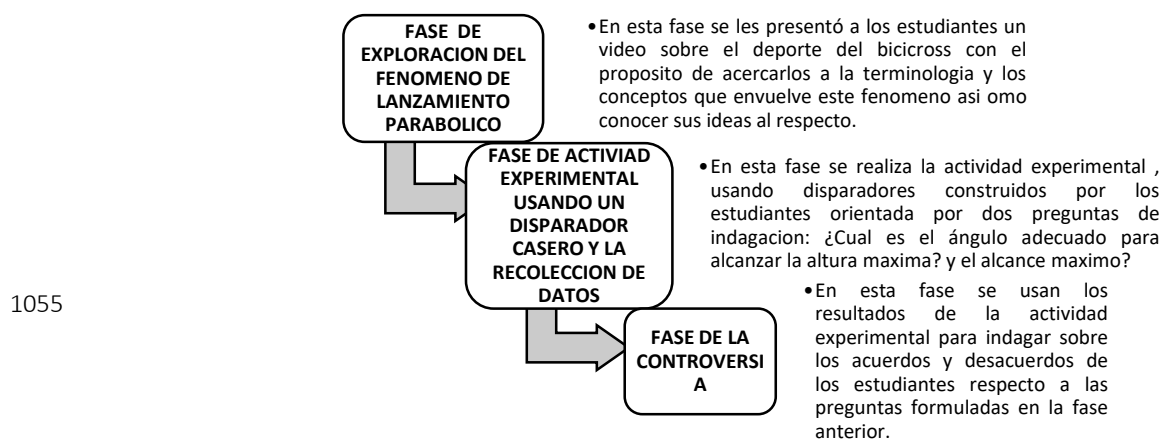 FASE DE
EXPLORACION DEL
FENOMENO DE
LANZAMIENTO
PARABOLICO
•En esta fase se les presentó a los estudiantes un
video sobre el deporte del bicicross con el
proposito de acercarlos a la terminologia y los
conceptos que envuelve este fenomeno asi omo
conocer sus ideas al respecto.
FASE DE ACTIVIAD
EXPERIMENTAL
USANDO UN
DISPARADOR
CASERO Y LA
RECOLECCION DE
DATOS
•En esta fase se realiza la actividad experimental ,
usando disparadores construidos por los
estudiantes orientada por dos preguntas de
indagacion: ¿Cual es el ángulo adecuado para
alcanzar la altura maxima? y el alcance maximo?
1055
FASE DE LA
CONTROVERSI
A
•En esta fase se usan los
resultados de la actividad
experimental para indagar sobre
los acuerdos y desacuerdos de
los estudiantes respecto a las
preguntas formuladas en la fase
anterior.